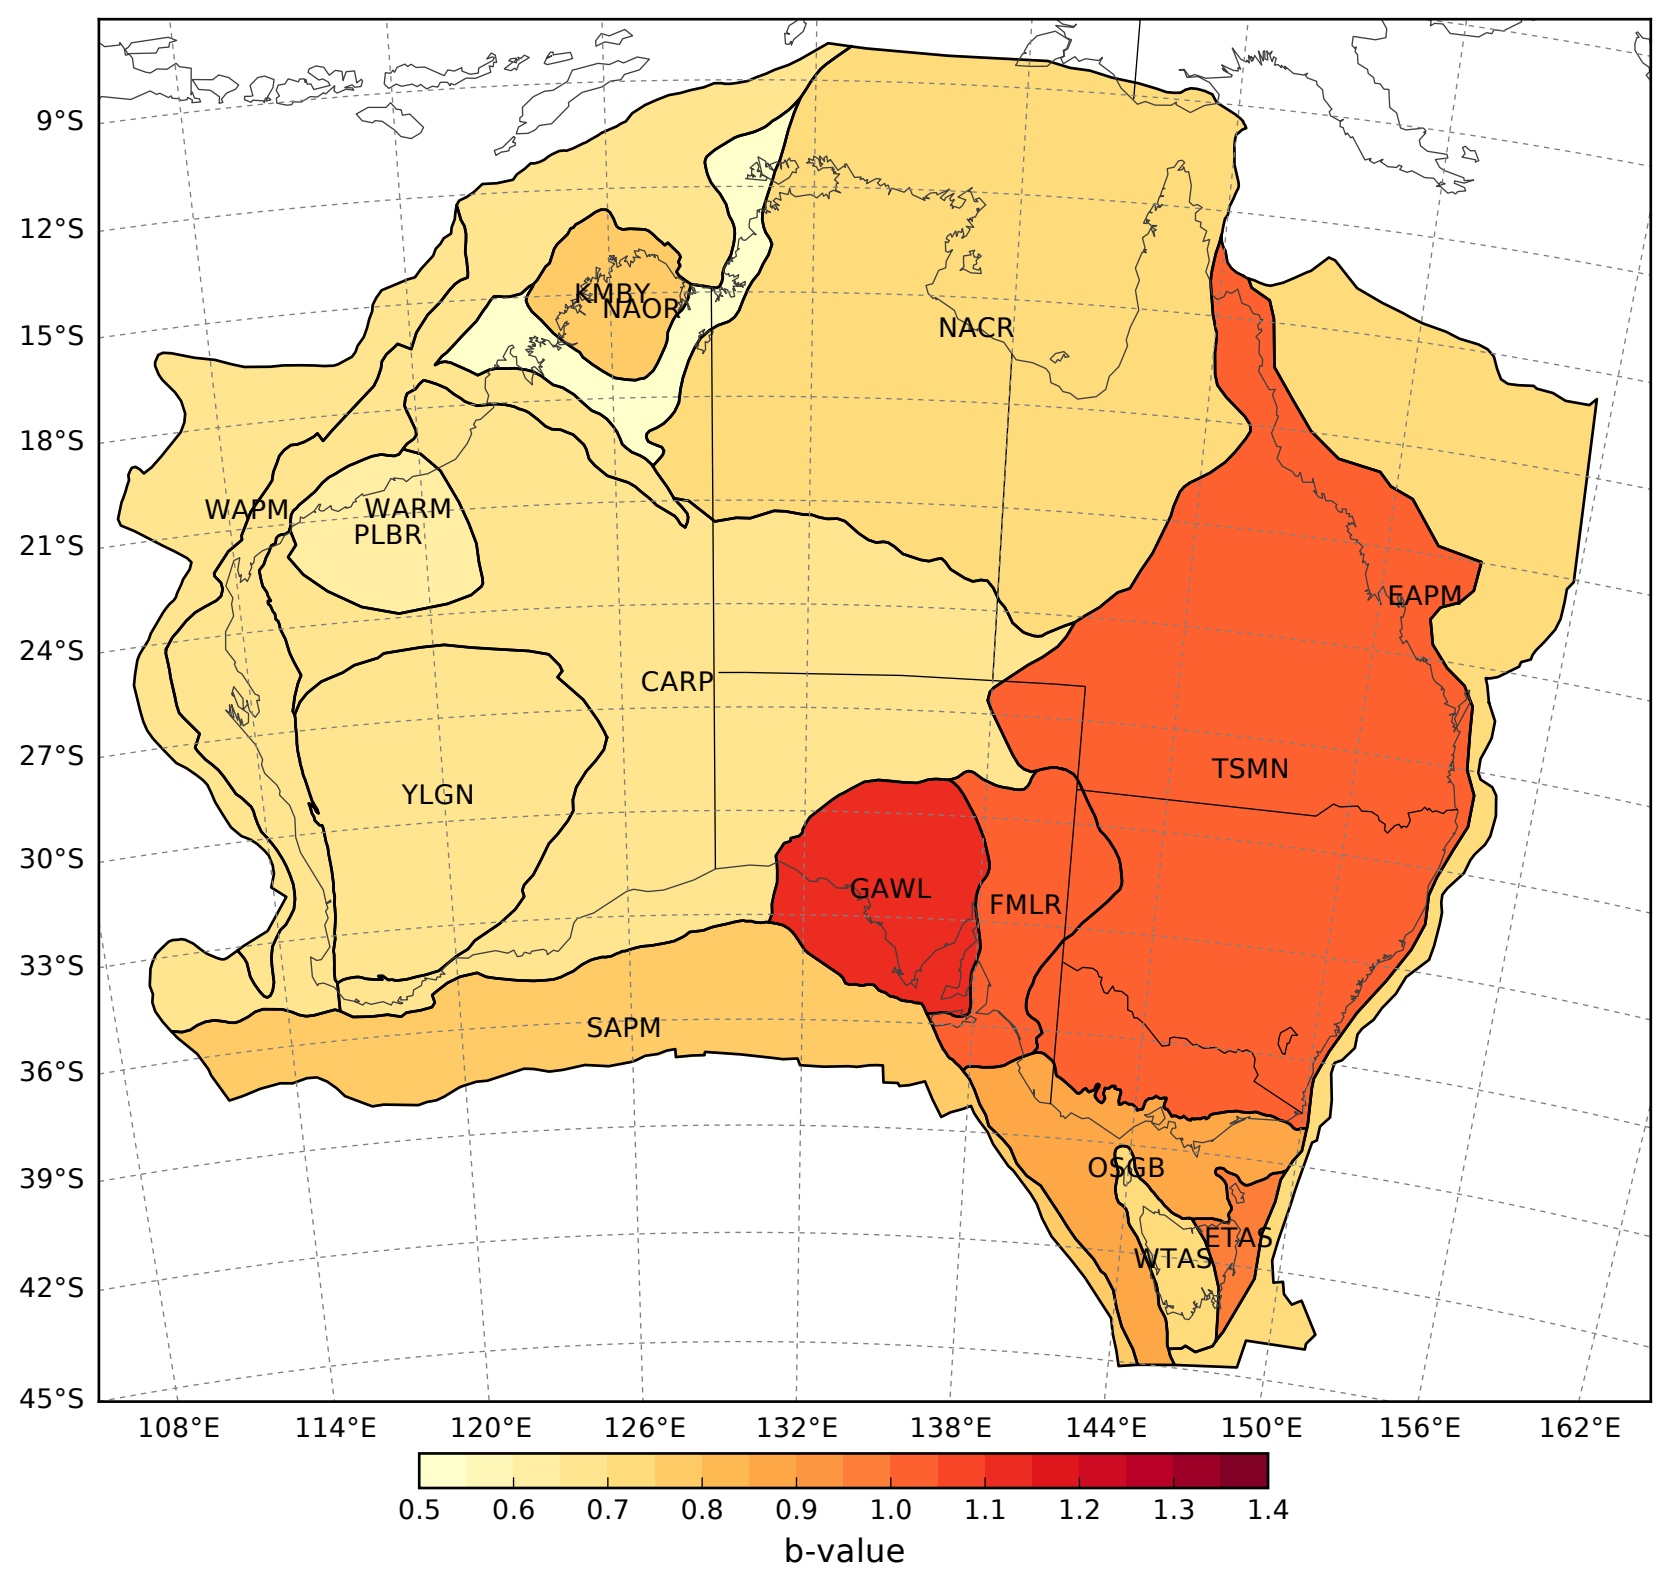 9°S
12°S
15°S
18°S
21°S
24°S
27°S
30°S
33°S
36°S
39°S
42°S
45°S
KMBY
NAOR
NACR
WAPM
WARM
PLBR
EAPM
CARP
TSMN
YLGN
GAWL
FMLR
SAPM
OSGB
ETAS
WTAS
108°E 114°E 120°E 126°E 132°E 138°E 144°E 150°E 156°E 162°E
0.5 0.6 0.7 0.8 0.9 1.0 1.1 1.2 1.3 1.4
b-value